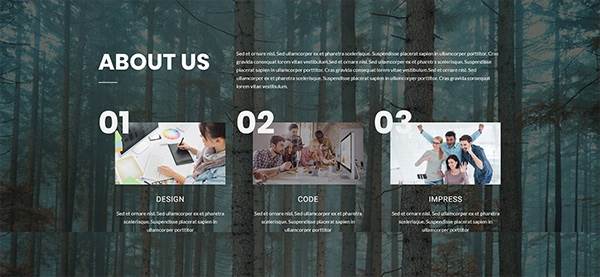 ABOUT US
Sed et ornare nisl. Sed ullamcorper ex et pharetra scelerisque. Suspendisse placerat sapien in ullamcorper porttitor. Cras
gravida consequat lorem vitae vestibulum.Sed et ornare nisl. Sed ullamcorper ex et pharetra scelerisque. Suspendisse
placerat sapien in ullamcorper porttitor. Cras gravida consequat lorem vitae vestibulum.Sed et ornare nisl. Sed
ullamcorper ex et pharetra scelerisque. Suspendisse placerat sapien in ullamcorper porttitor. Cras gravida consequat
lorem vitae vestibulum.
01
02
03
DESIGN
Sed et ornare nisl. Sed ullamcorper ex et pharetra
scelerisque. Suspendisse placerat sapien in
ullamcorper porttitor
CODE
Sed et ornare nisl. Sed ullamcorper ex et pharetra
scelerisque. Suspendisse placerat sapien in
ullamcorper porttitor
IMPRESS
Sed et ornare nisl. Sed ullamcorper ex et pharetra
scelerisque. Suspendisse placerat sapien in
ullamcorper porttitor